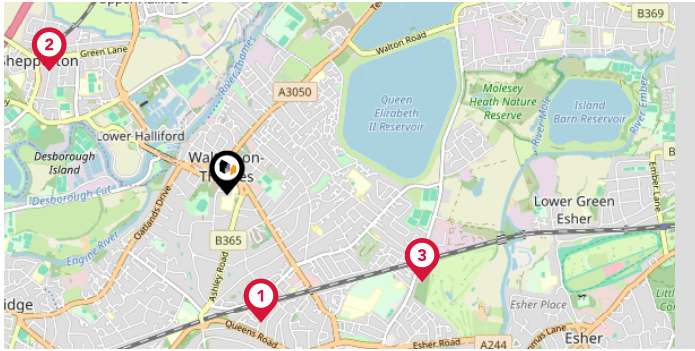 B369
2
Green Lane
Shepperton
Walton Road
River Thames
A3050
Queen
Elizabeth
II Reservoir
Molesey
Heath Nature
Reserve
River Mole
Island
Barn Reservoir
River Ember
Lower Halliford
Desborough
Island
Walton-on-
Thames
Desborough Cut
Oatlands Drive
Ember Lane
Lower Green
Esher
Engine River
B365
Ashley Road
3
1
Esher Place
Queens Road
Esher Road
A244
Esher